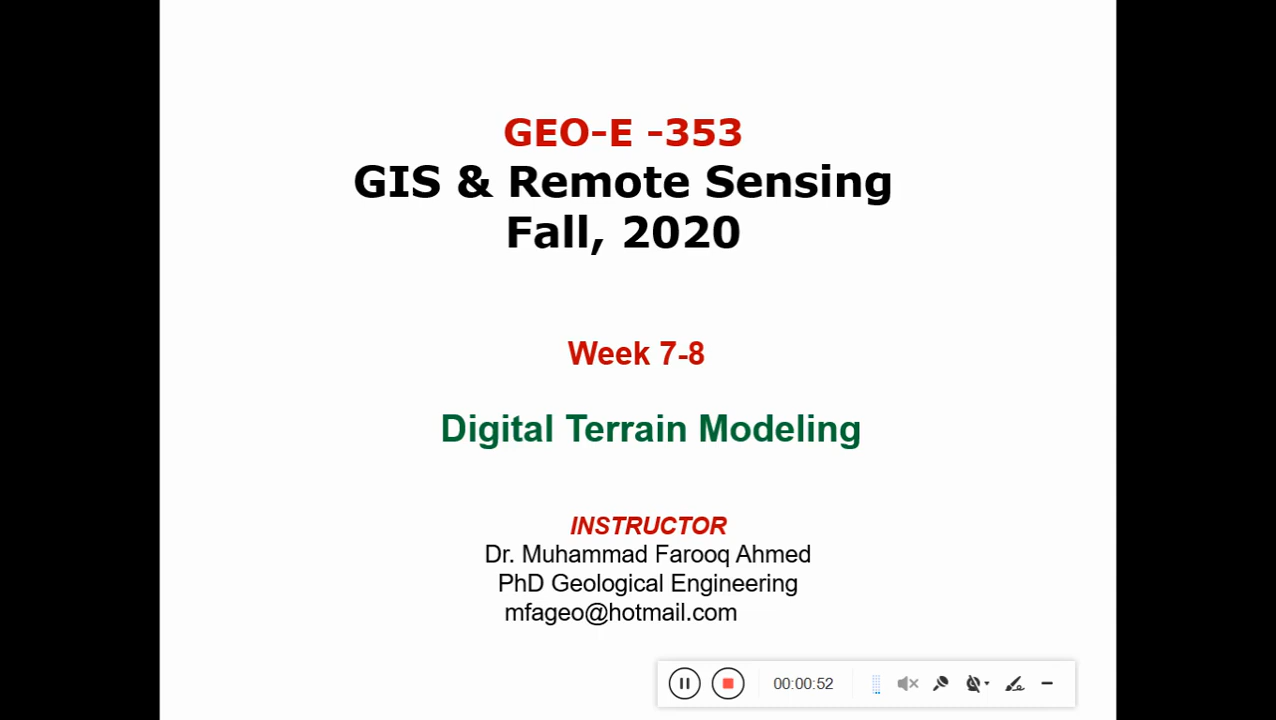 GEO-E -353
GIS & Remote Sensing
Fall, 2020
Week 7-8
Digital Terrain Modeling
INSTRUCTOR
Dr. Muhammad Farooq Ahmed
PhD Geological Engineering
mfageo@hotmail.com
00:00:52